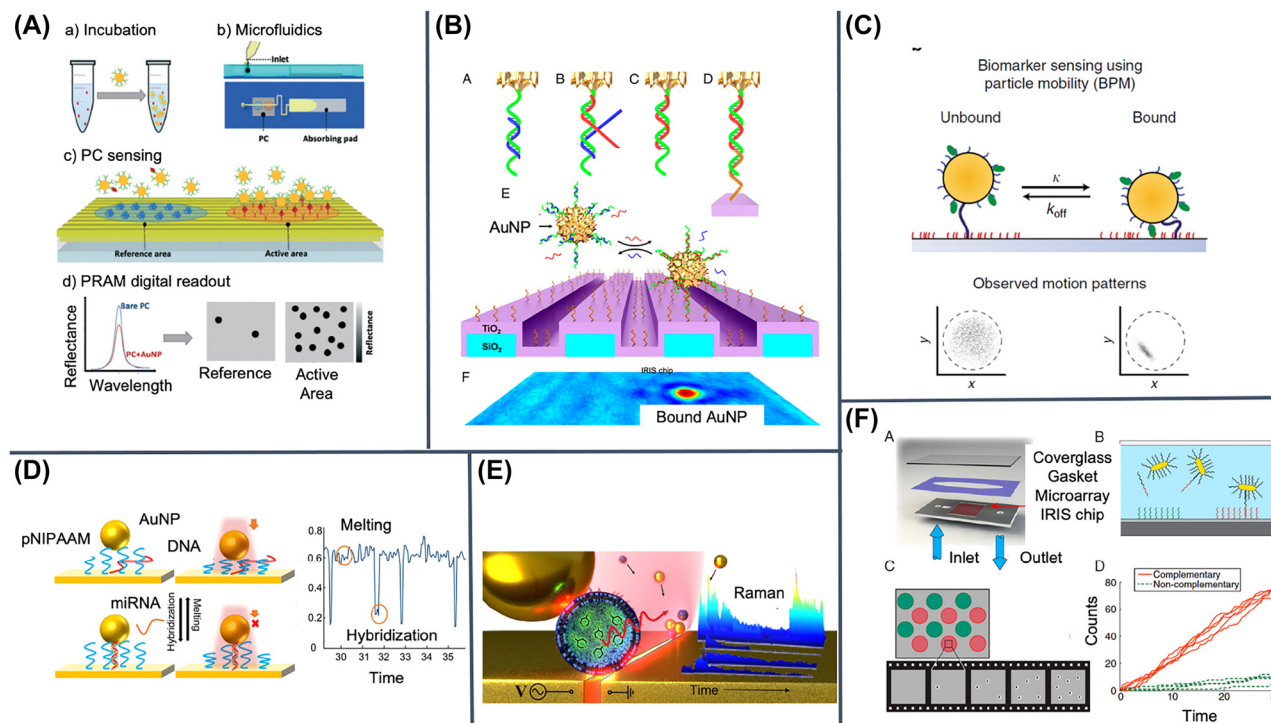 (A)
a) Incubation
b) Microfluidics
Inlet
PC
Absorbing pad
c) PC sensing
Reference area
Active area
d) PRAM digital readout
Reflectance
Bare PC
PC+AuNP
Wavelength
Reference
Active
Area
Reflectance
(B)
A
B
C
D
E
AuNP
TiO2
SiO2
IRIS chip
F
Bound AuNP
(C)
Biomarker sensing using
particle mobility (BPM)
Unbound
Bound
κ
koff
Observed motion patterns
y
x
y
x
(D)
pNIPAAM
AuNP
DNA
miRNA
Hybridization
Melting
0.8
0.6
0.4
0.2
0
Melting
Hybridization
30
31
32
33
34
35
Time
(E)
Raman
V
Time
(F)
A
Coverglass
Gasket
Microarray
IRIS chip
Inlet
Outlet
B
C
D
Complementary
Non-complementary
Counts
80
60
40
20
0
0
10
20
Time